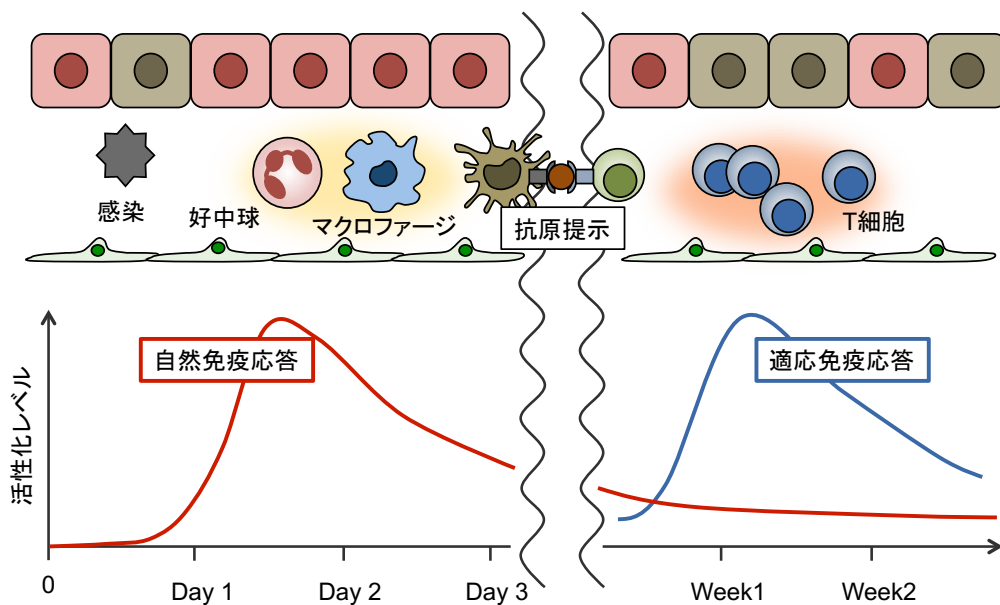 感染
好中球
マクロファージ
抗原提示
T細胞
自然免疫応答
適応免疫応答
活性化レベル
0
Day 1
Day 2
Day 3
Week1
Week2